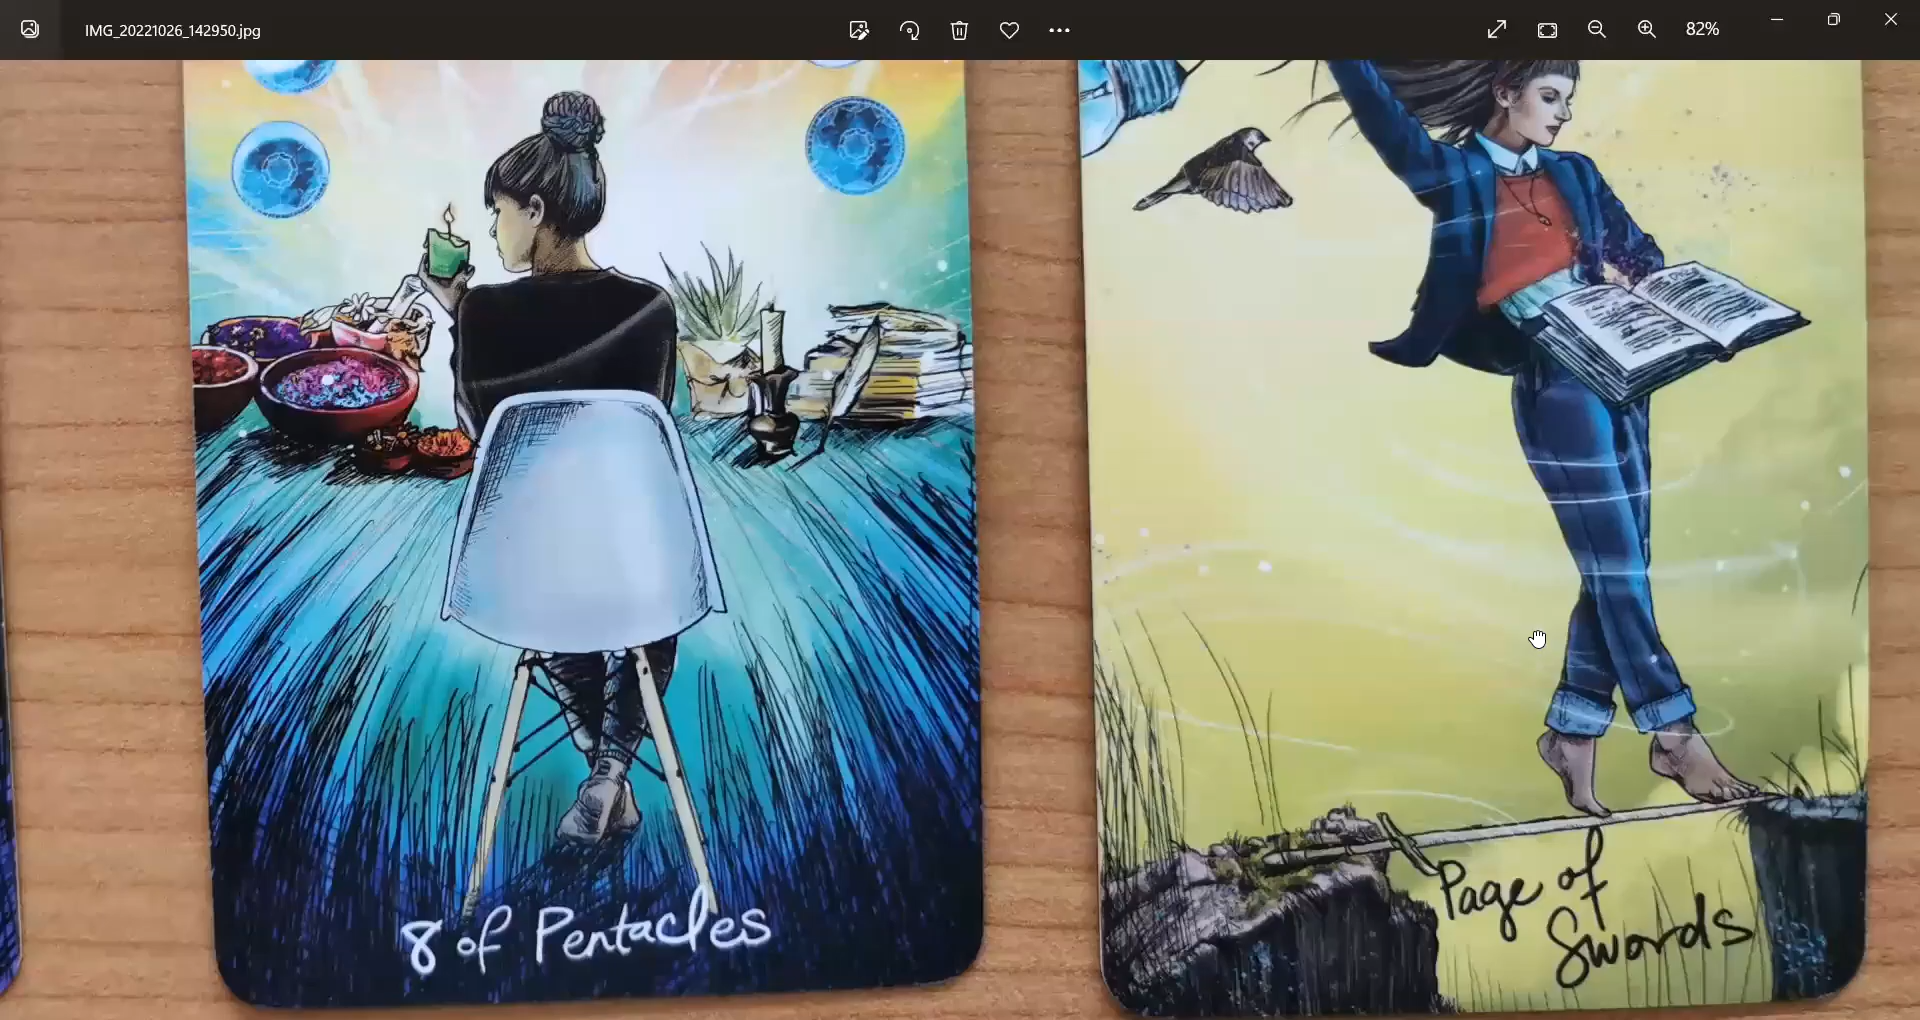 IMG_20221026_142950.jpg
82%
8 of Pentacles
Page of
Swords